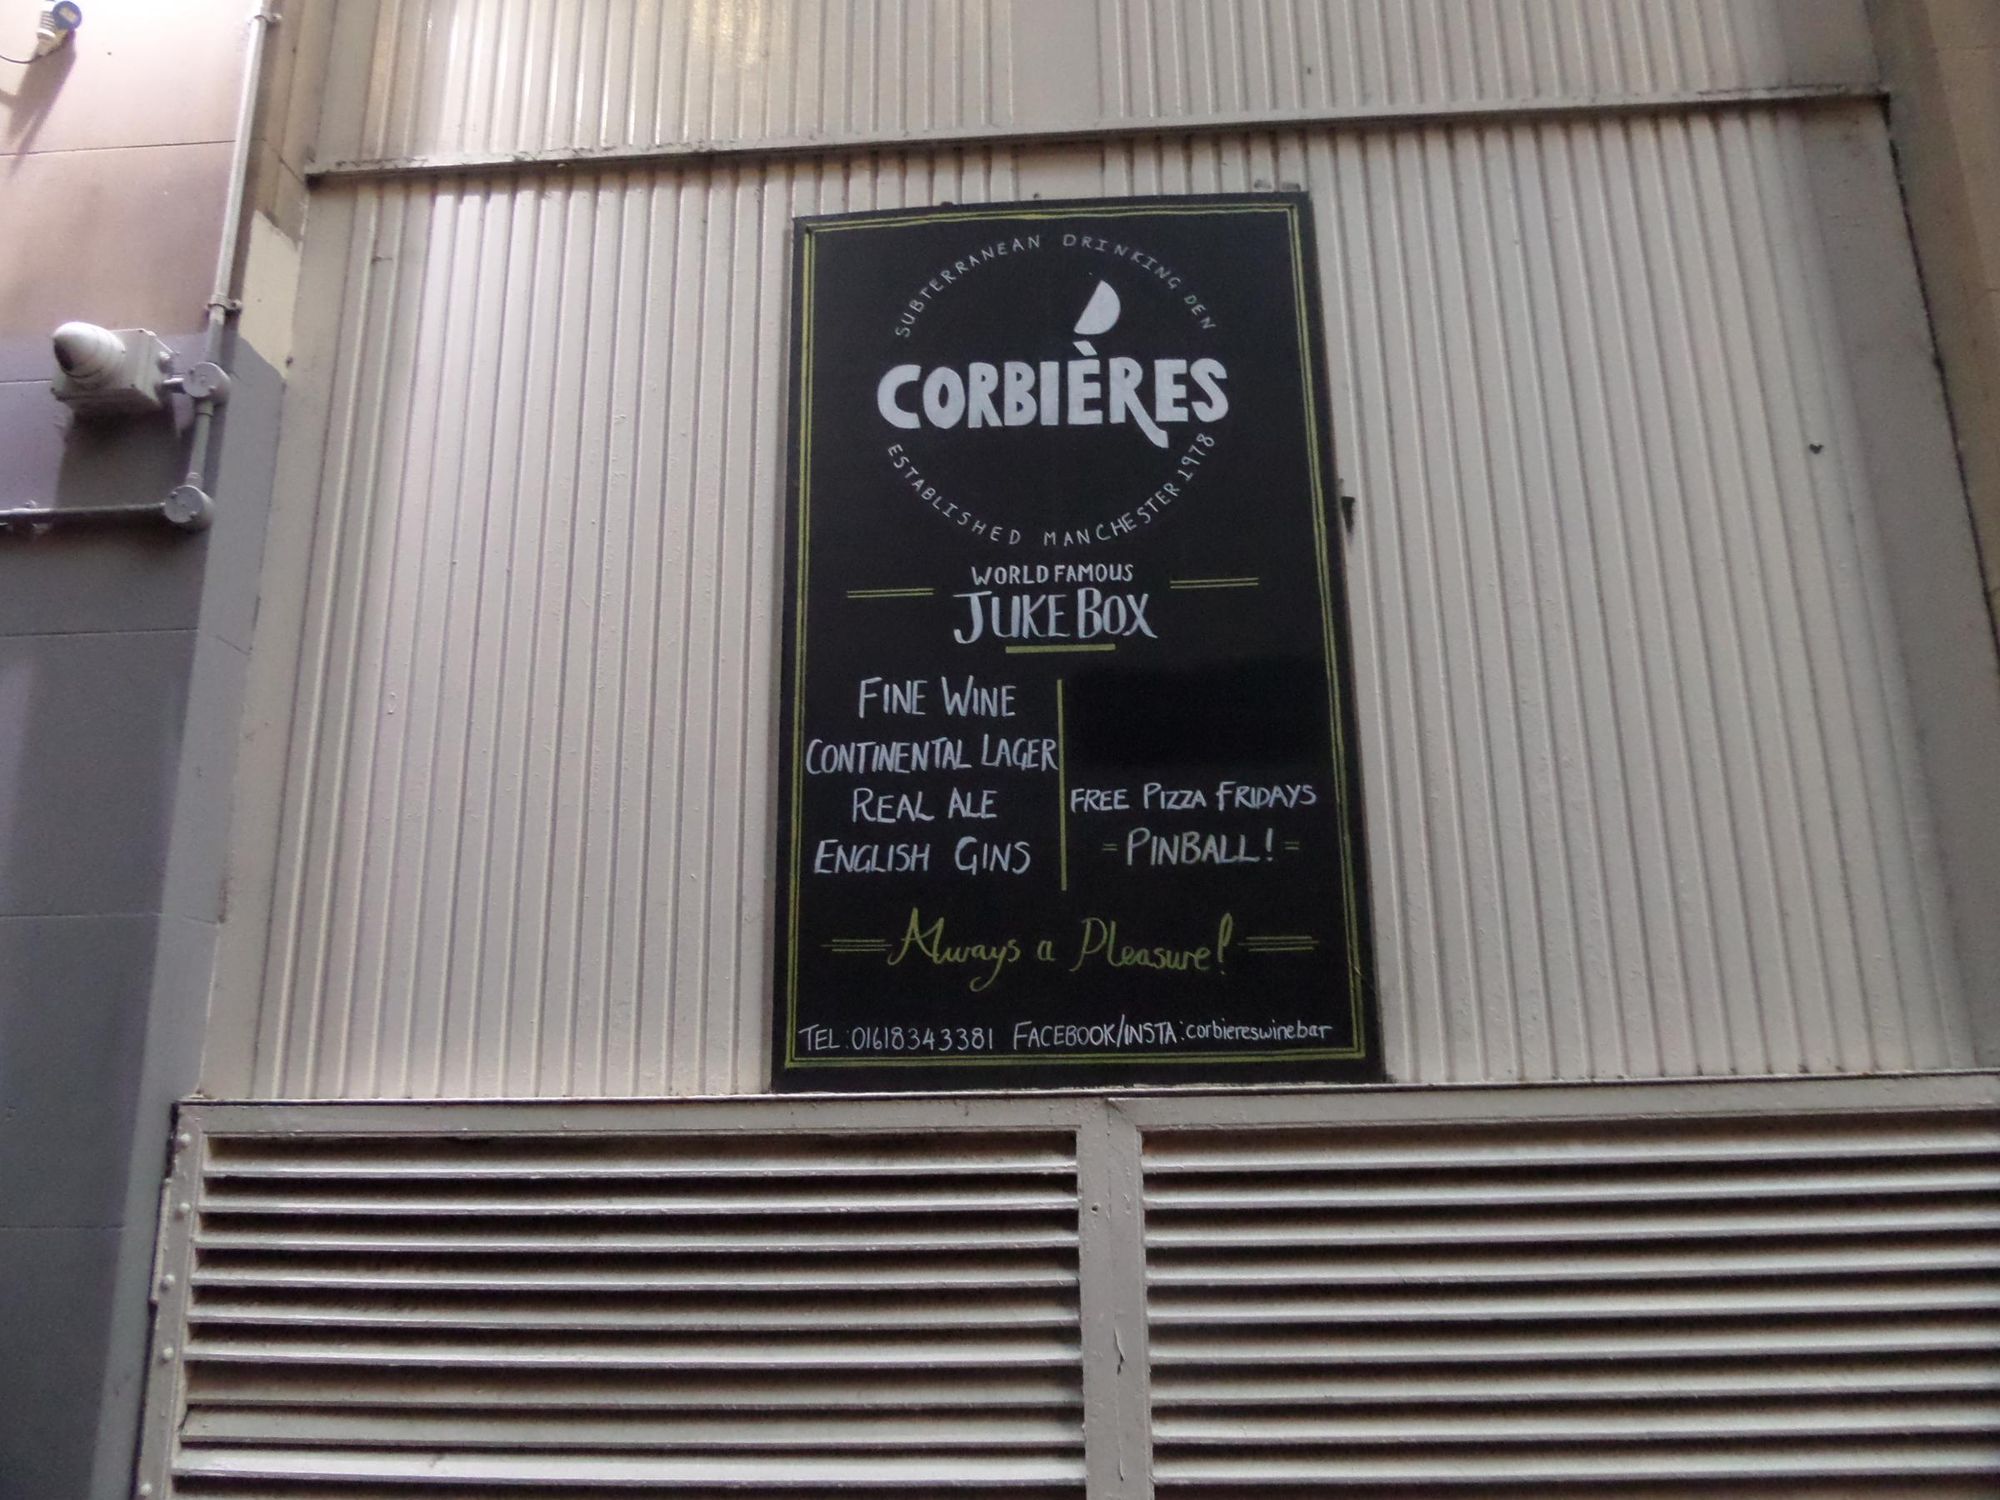 SUBTERRANEAN DRINKING DEN
CORBIÈRES
ESTABLISHED MANCHESTER 1978
WORLD FAMOUS
JUKE BOX
FINE WINE
CONTINENTAL LAGER
REAL ALE
ENGLISH GINS
FREE PIZZA FRIDAYS
= PINBALL! =
Always a Pleasure!
TEL: 01618343381 FACEBOOK/INSTA: corbiereswinebar